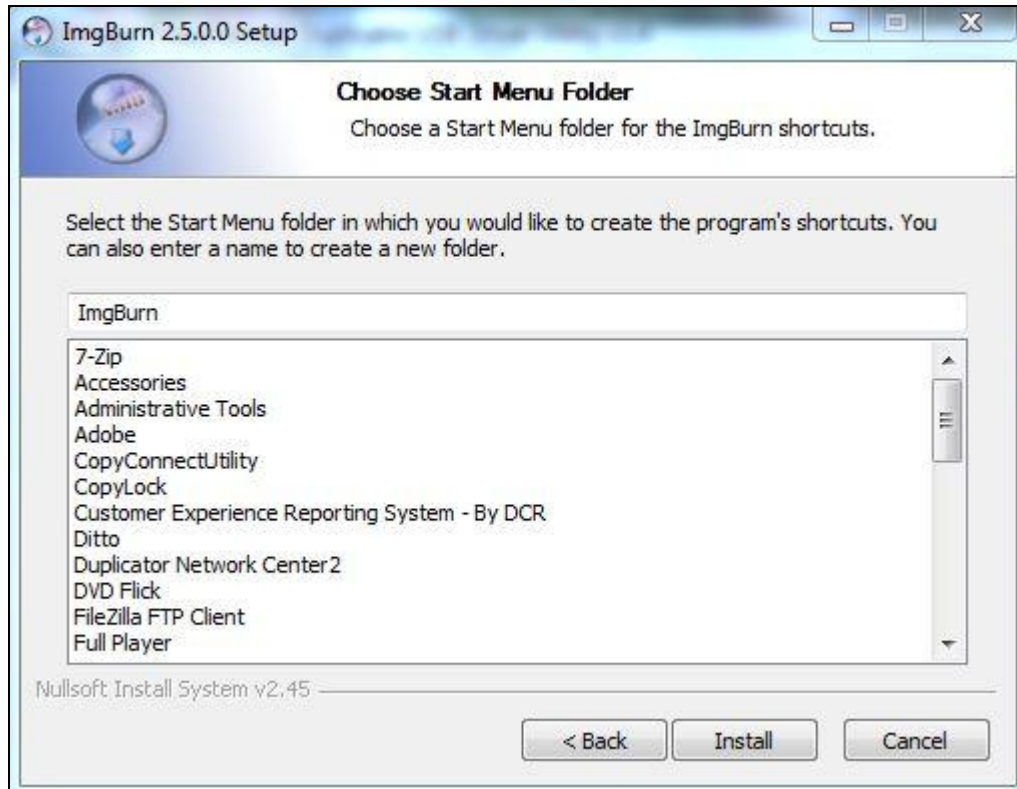 ImgBurn 2.5.0.0 Setup
Choose Start Menu Folder
Choose a Start Menu folder for the ImgBurn shortcuts.
Select the Start Menu folder in which you would like to create the program's shortcuts. You
can also enter a name to create a new folder.
ImgBurn
7-Zip
Accessories
Administrative Tools
Adobe
CopyConnectUtility
CopyLock
Customer Experience Reporting System - By DCR
Ditto
Duplicator Network Center2
DVD Flick
FileZilla FTP Client
Full Player
Nullsoft Install System v2.45
< Back
Install
Cancel